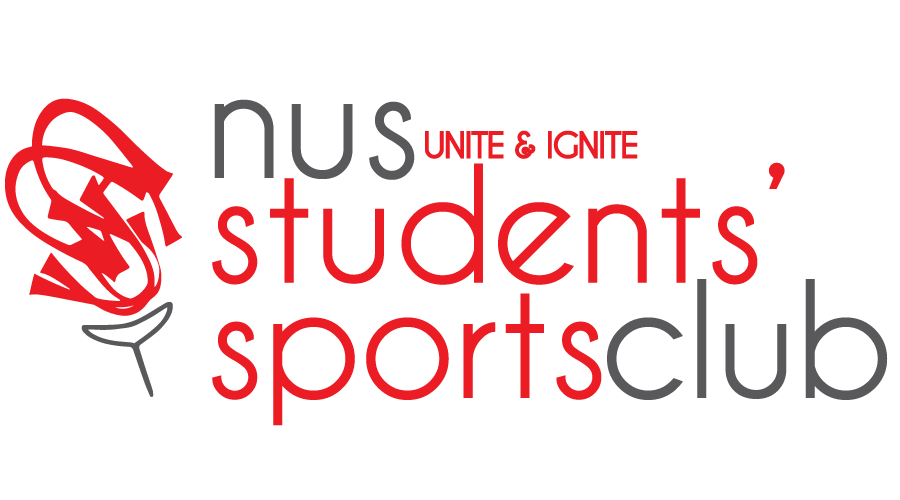 nus UNITE & IGNITE
students'
sportsclub